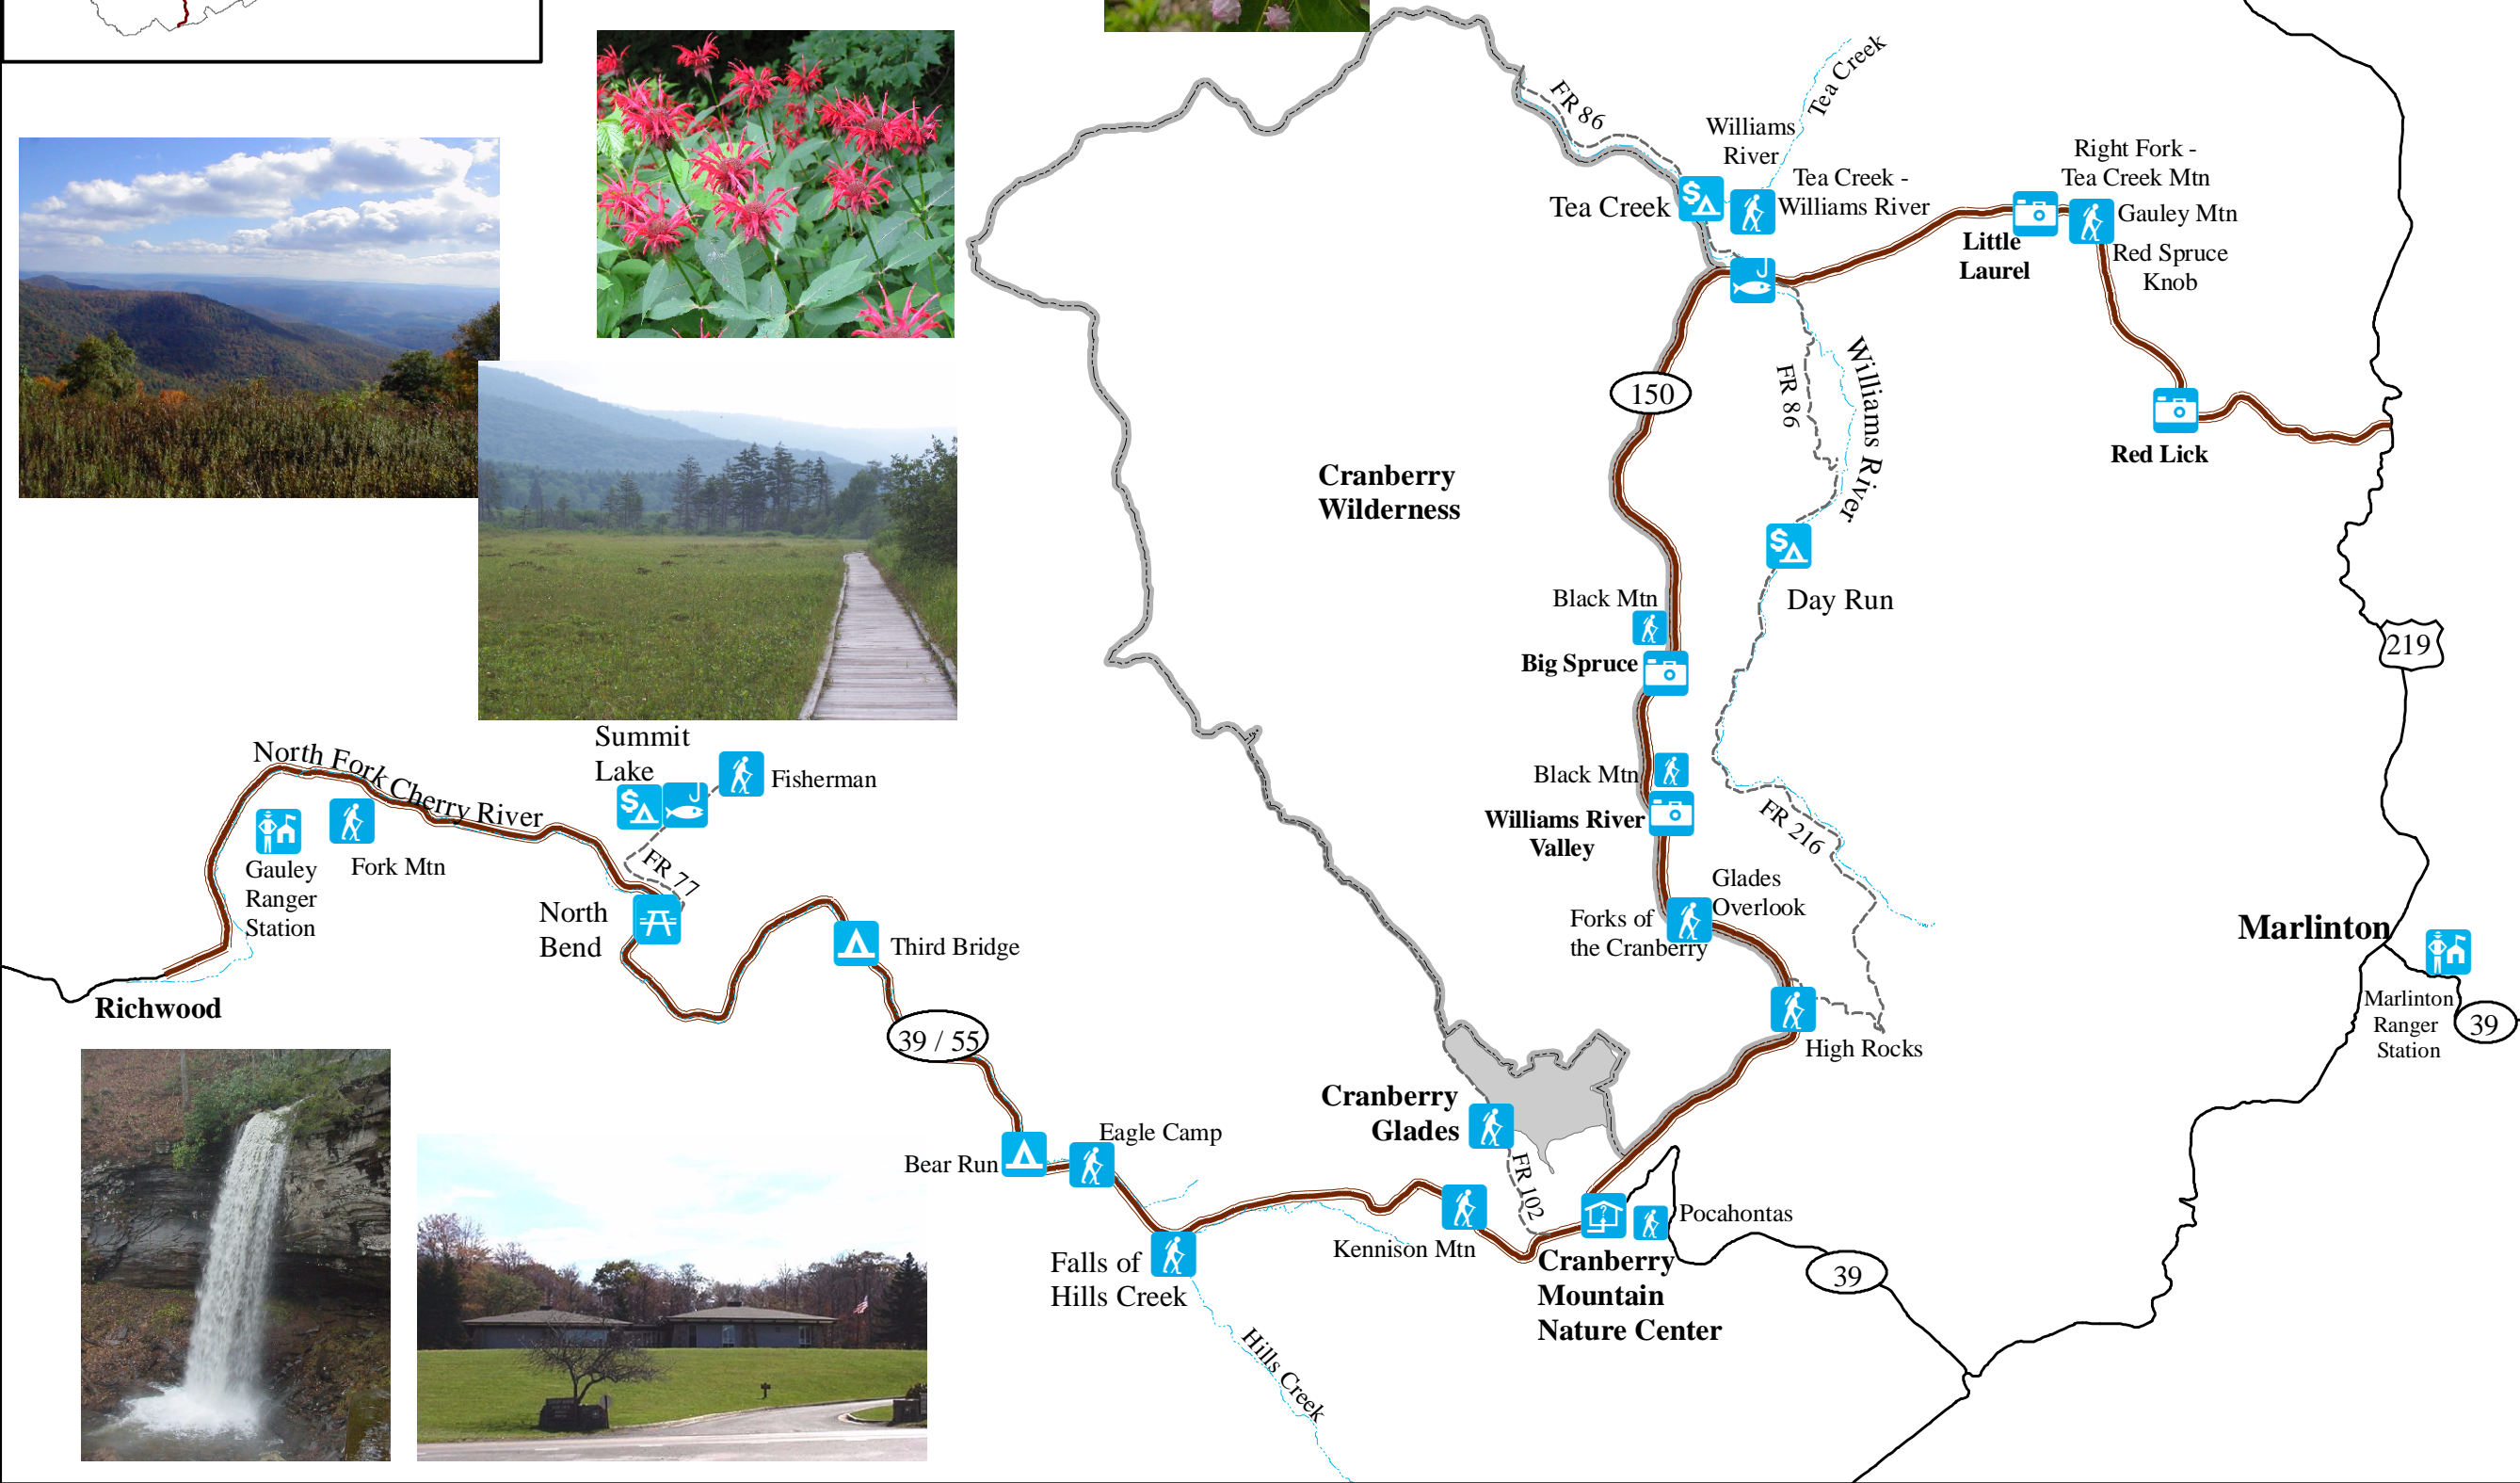 Tea Creek
FR 86
Williams
River
Right Fork -
Tea Creek Mtn
Tea Creek -
Williams River
Tea Creek
Gauley Mtn
Little
Laurel
Red Spruce
Knob
Williams River
FR 86
150
Red Lick
Cranberry
Wilderness
Black Mtn
Day Run
219
Big Spruce
Summit
Lake
North Fork Cherry River
Fisherman
Black Mtn
Williams River
Valley
FR 216
FR 77
Gauley
Ranger
Station
Fork Mtn
Glades
Overlook
North
Bend
Forks of
the Cranberry
Third Bridge
Marlinton
Richwood
Marlinton
Ranger
Station
39
39 / 55
High Rocks
Cranberry
Glades
Eagle Camp
Bear Run
FR 102
Pocahontas
Kennison Mtn
Falls of
Hills Creek
Cranberry
Mountain
Nature Center
39
Hills Creek